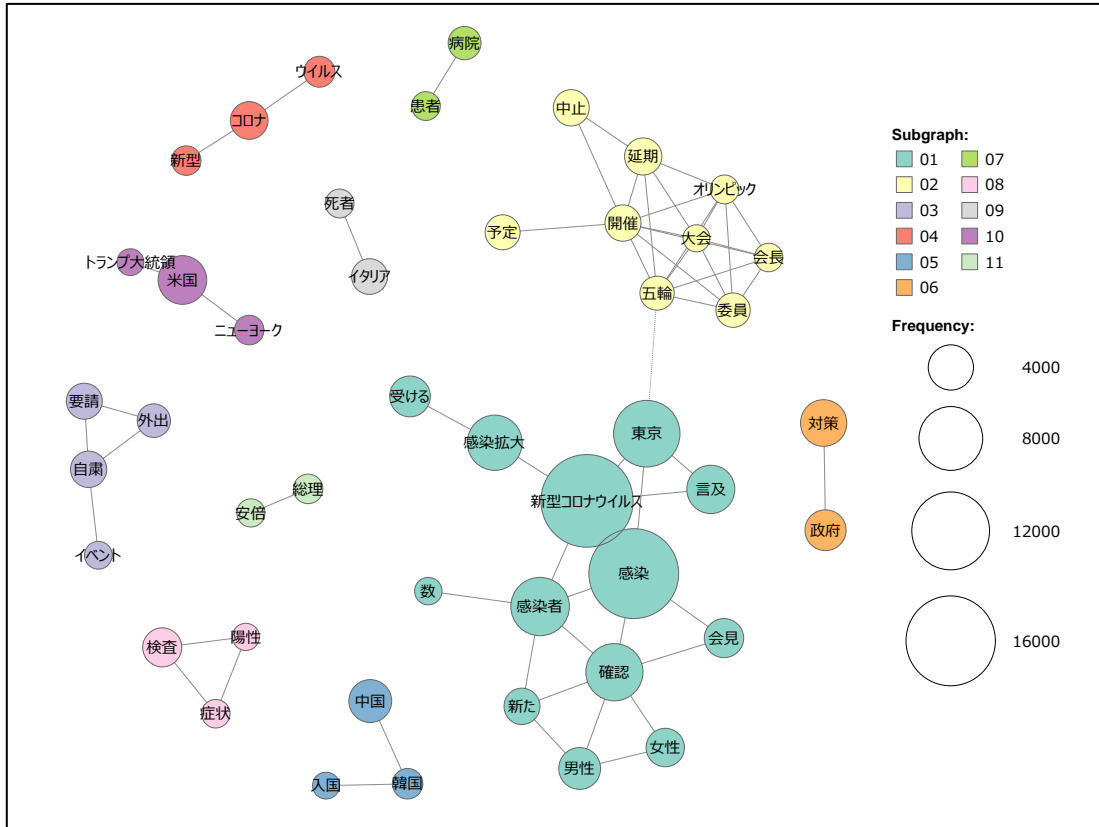 病院
ウイルス
患者
中止
コロナ
Subgraph:
延期
新型
01
07
オリンピック
02
08
死者
開催
03
09
予定
大会
04
10
トランプ大統領
会長
05
11
米国
イタリア
五輪
06
委員
ニューヨーク
Frequency:
4000
受ける
要請
外出
東京
対策
8000
感染拡大
自粛
総理
新型コロナウイルス
言及
安倍
政府
12000
イベント
感染
数
感染者
16000
検査
陽性
会見
確認
中国
新た
症状
女性
男性
入国
韓国